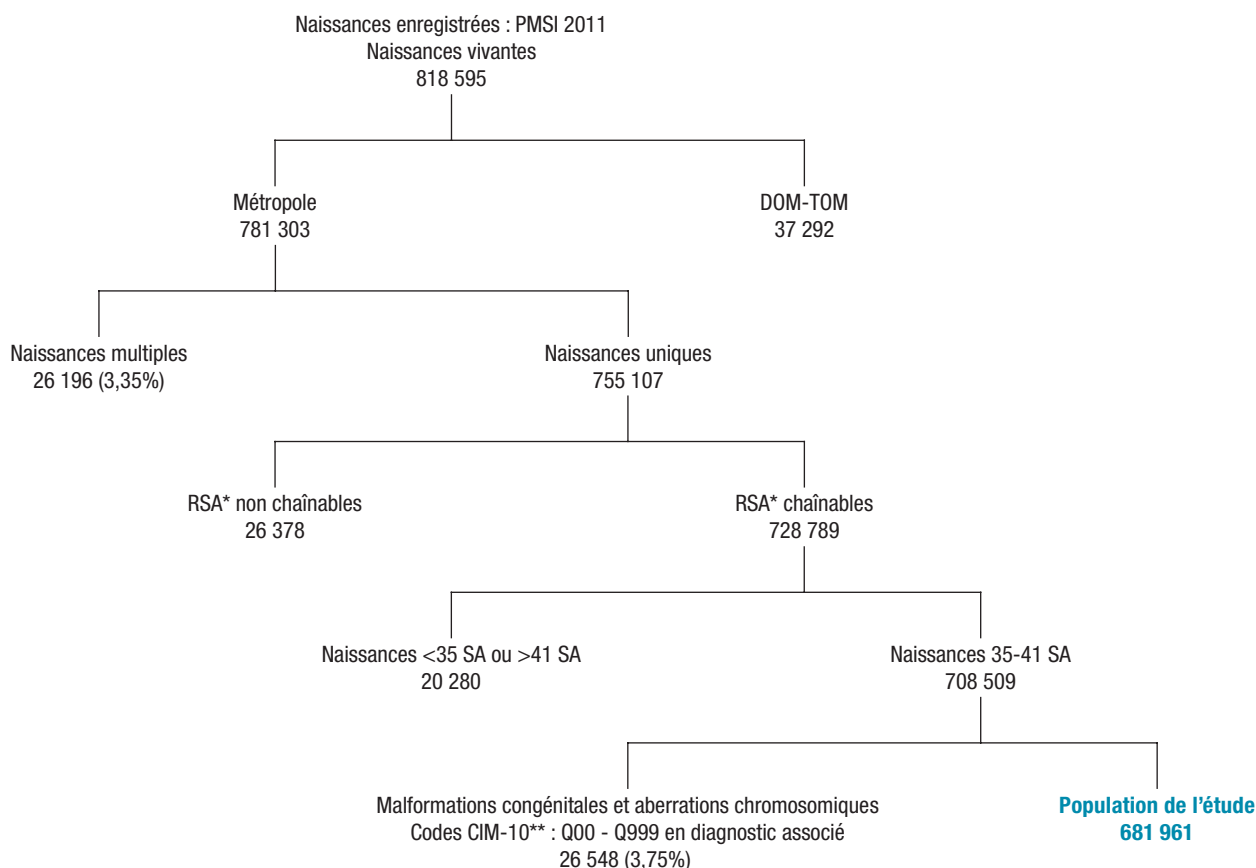 Naissances enregistrées : PMSI 2011
Naissances vivantes
818 595
Métropole
781 303
DOM-TOM
37 292
Naissances multiples
26 196 (3,35%)
Naissances uniques
755 107
RSA* non chaînables
26 378
RSA* chaînables
728 789
Naissances <35 SA ou >41 SA
20 280
Naissances 35-41 SA
708 509
Malformations congénitales et aberrations chromosomiques
Codes CIM-10** : Q00 - Q999 en diagnostic associé
26 548 (3,75%)
Population de l’étude
681 961